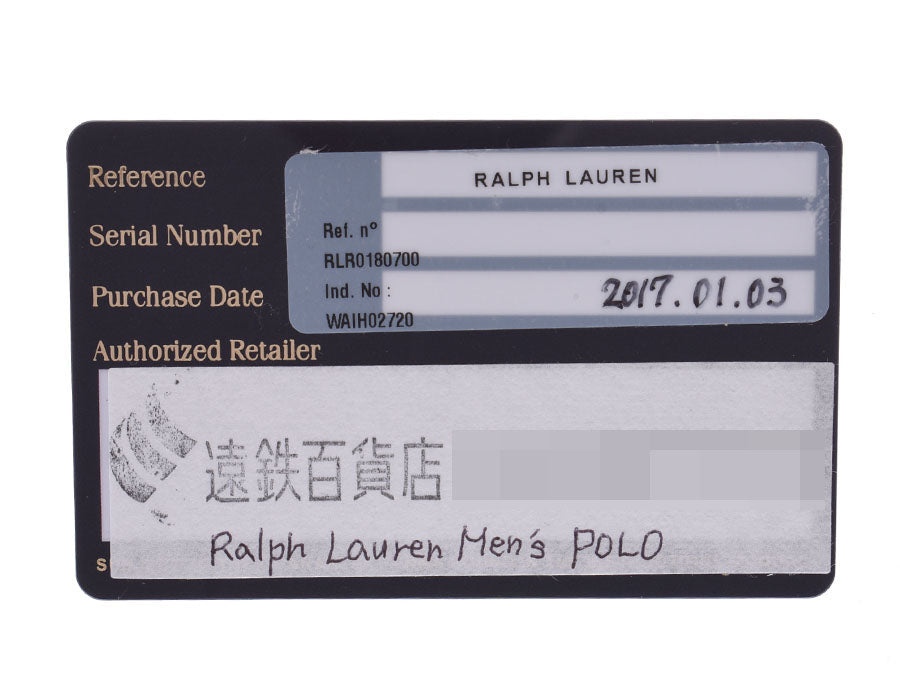 Reference
RALPH LAUREN
Serial Number
Ref. nº
RLR0180700
Purchase Date
Ind. No :
2017.01.03
WAIH02720
Authorized Retailer
遠鉄百貨店
Ralph Lauren Men's POLO
S